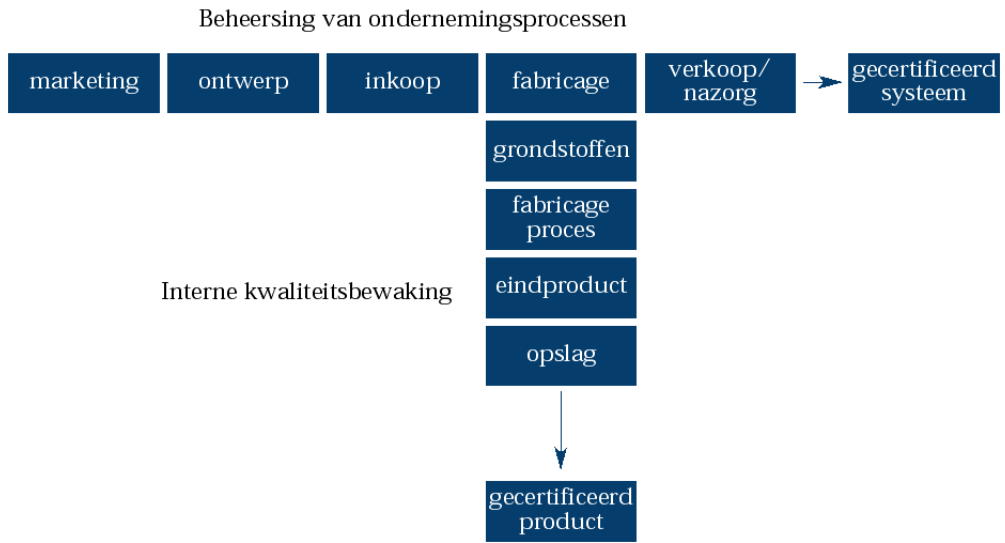 Beheersing van ondernemingsprocessen
marketing
ontwerp
inkoop
fabricage
verkoop/
nazorg
gecertificeerd
systeem
grondstoffen
fabricage
proces
eindproduct
Interne kwaliteitsbewaking
opslag
gecertificeerd
product